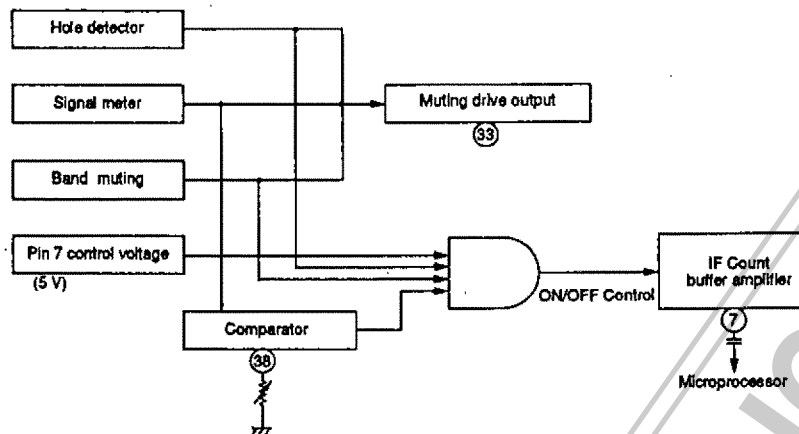 Hole detector
Signal meter
Muting drive output
33
Band muting
Pin 7 control voltage
(5 V)
IF Count
buffer amplifier
ON/OFF Control
Comparator
7
38
Microprocessor